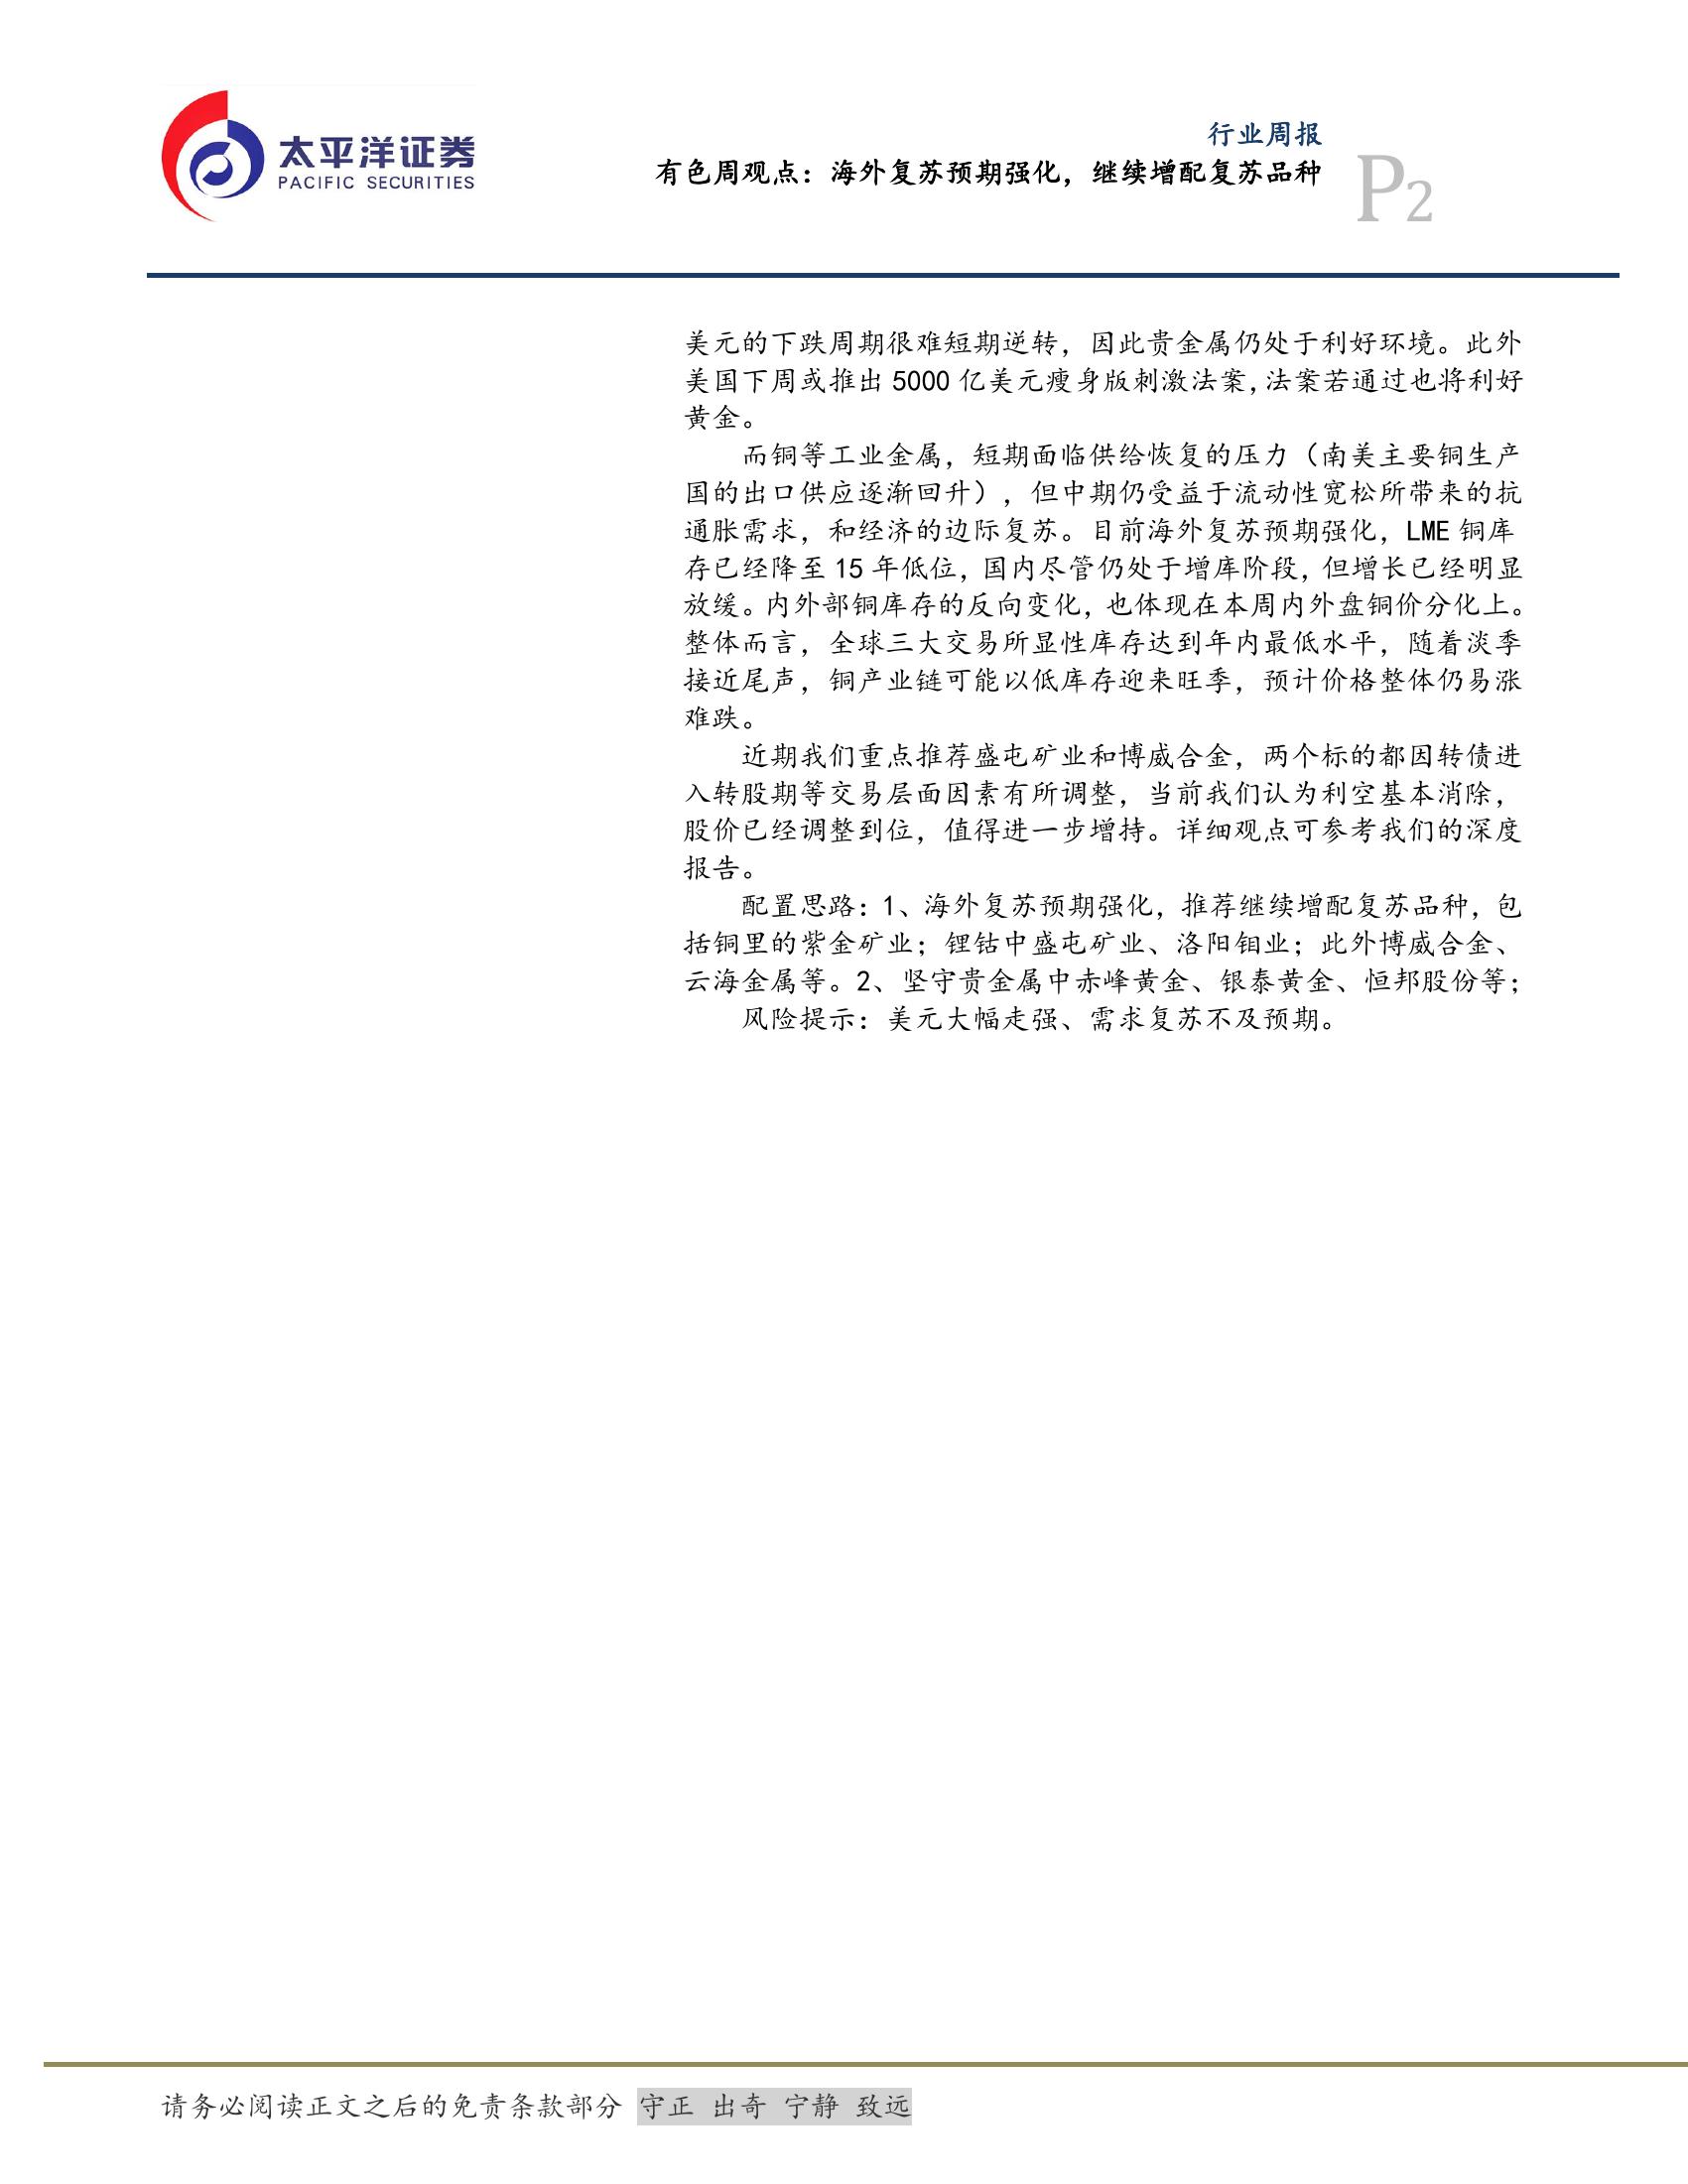 太平洋证券
PACIFIC SECURITIES
行业周报
有色周观点：海外复苏预期强化，继续增配复苏品种
P2
美元的下跌周期很难短期逆转，因此贵金属仍处于利好环境。此外
美国下周或推出 5000 亿美元瘦身版刺激法案，法案若通过也将利好
黄金。
而铜等工业金属，短期面临供给恢复的压力（南美主要铜生产
国的出口供应逐渐回升），但中期仍受益于流动性宽松所带来的抗
通胀需求，和经济的边际复苏。目前海外复苏预期强化，LME 铜库
存已经降至 15 年低位，国内尽管仍处于增库阶段，但增长已经明显
放缓。内外部铜库存的反向变化，也体现在本周内外盘铜价分化上。
整体而言，全球三大交易所显性库存达到年内最低水平，随着淡季
接近尾声，铜产业链可能以低库存迎来旺季，预计价格整体仍易涨
难跌。
近期我们重点推荐盛屯矿业和博威合金，两个标的都因转债进
入转股期等交易层面因素有所调整，当前我们认为利空基本消除，
股价已经调整到位，值得进一步增持。详细观点可参考我们的深度
报告。
配置思路：1、海外复苏预期强化，推荐继续增配复苏品种，包
括铜里的紫金矿业；锂钴中盛屯矿业、洛阳钼业；此外博威合金、
云海金属等。2、坚守贵金属中赤峰黄金、银泰黄金、恒邦股份等；
风险提示：美元大幅走强、需求复苏不及预期。
请务必阅读正文之后的免责条款部分 守正 出奇 宁静 致远